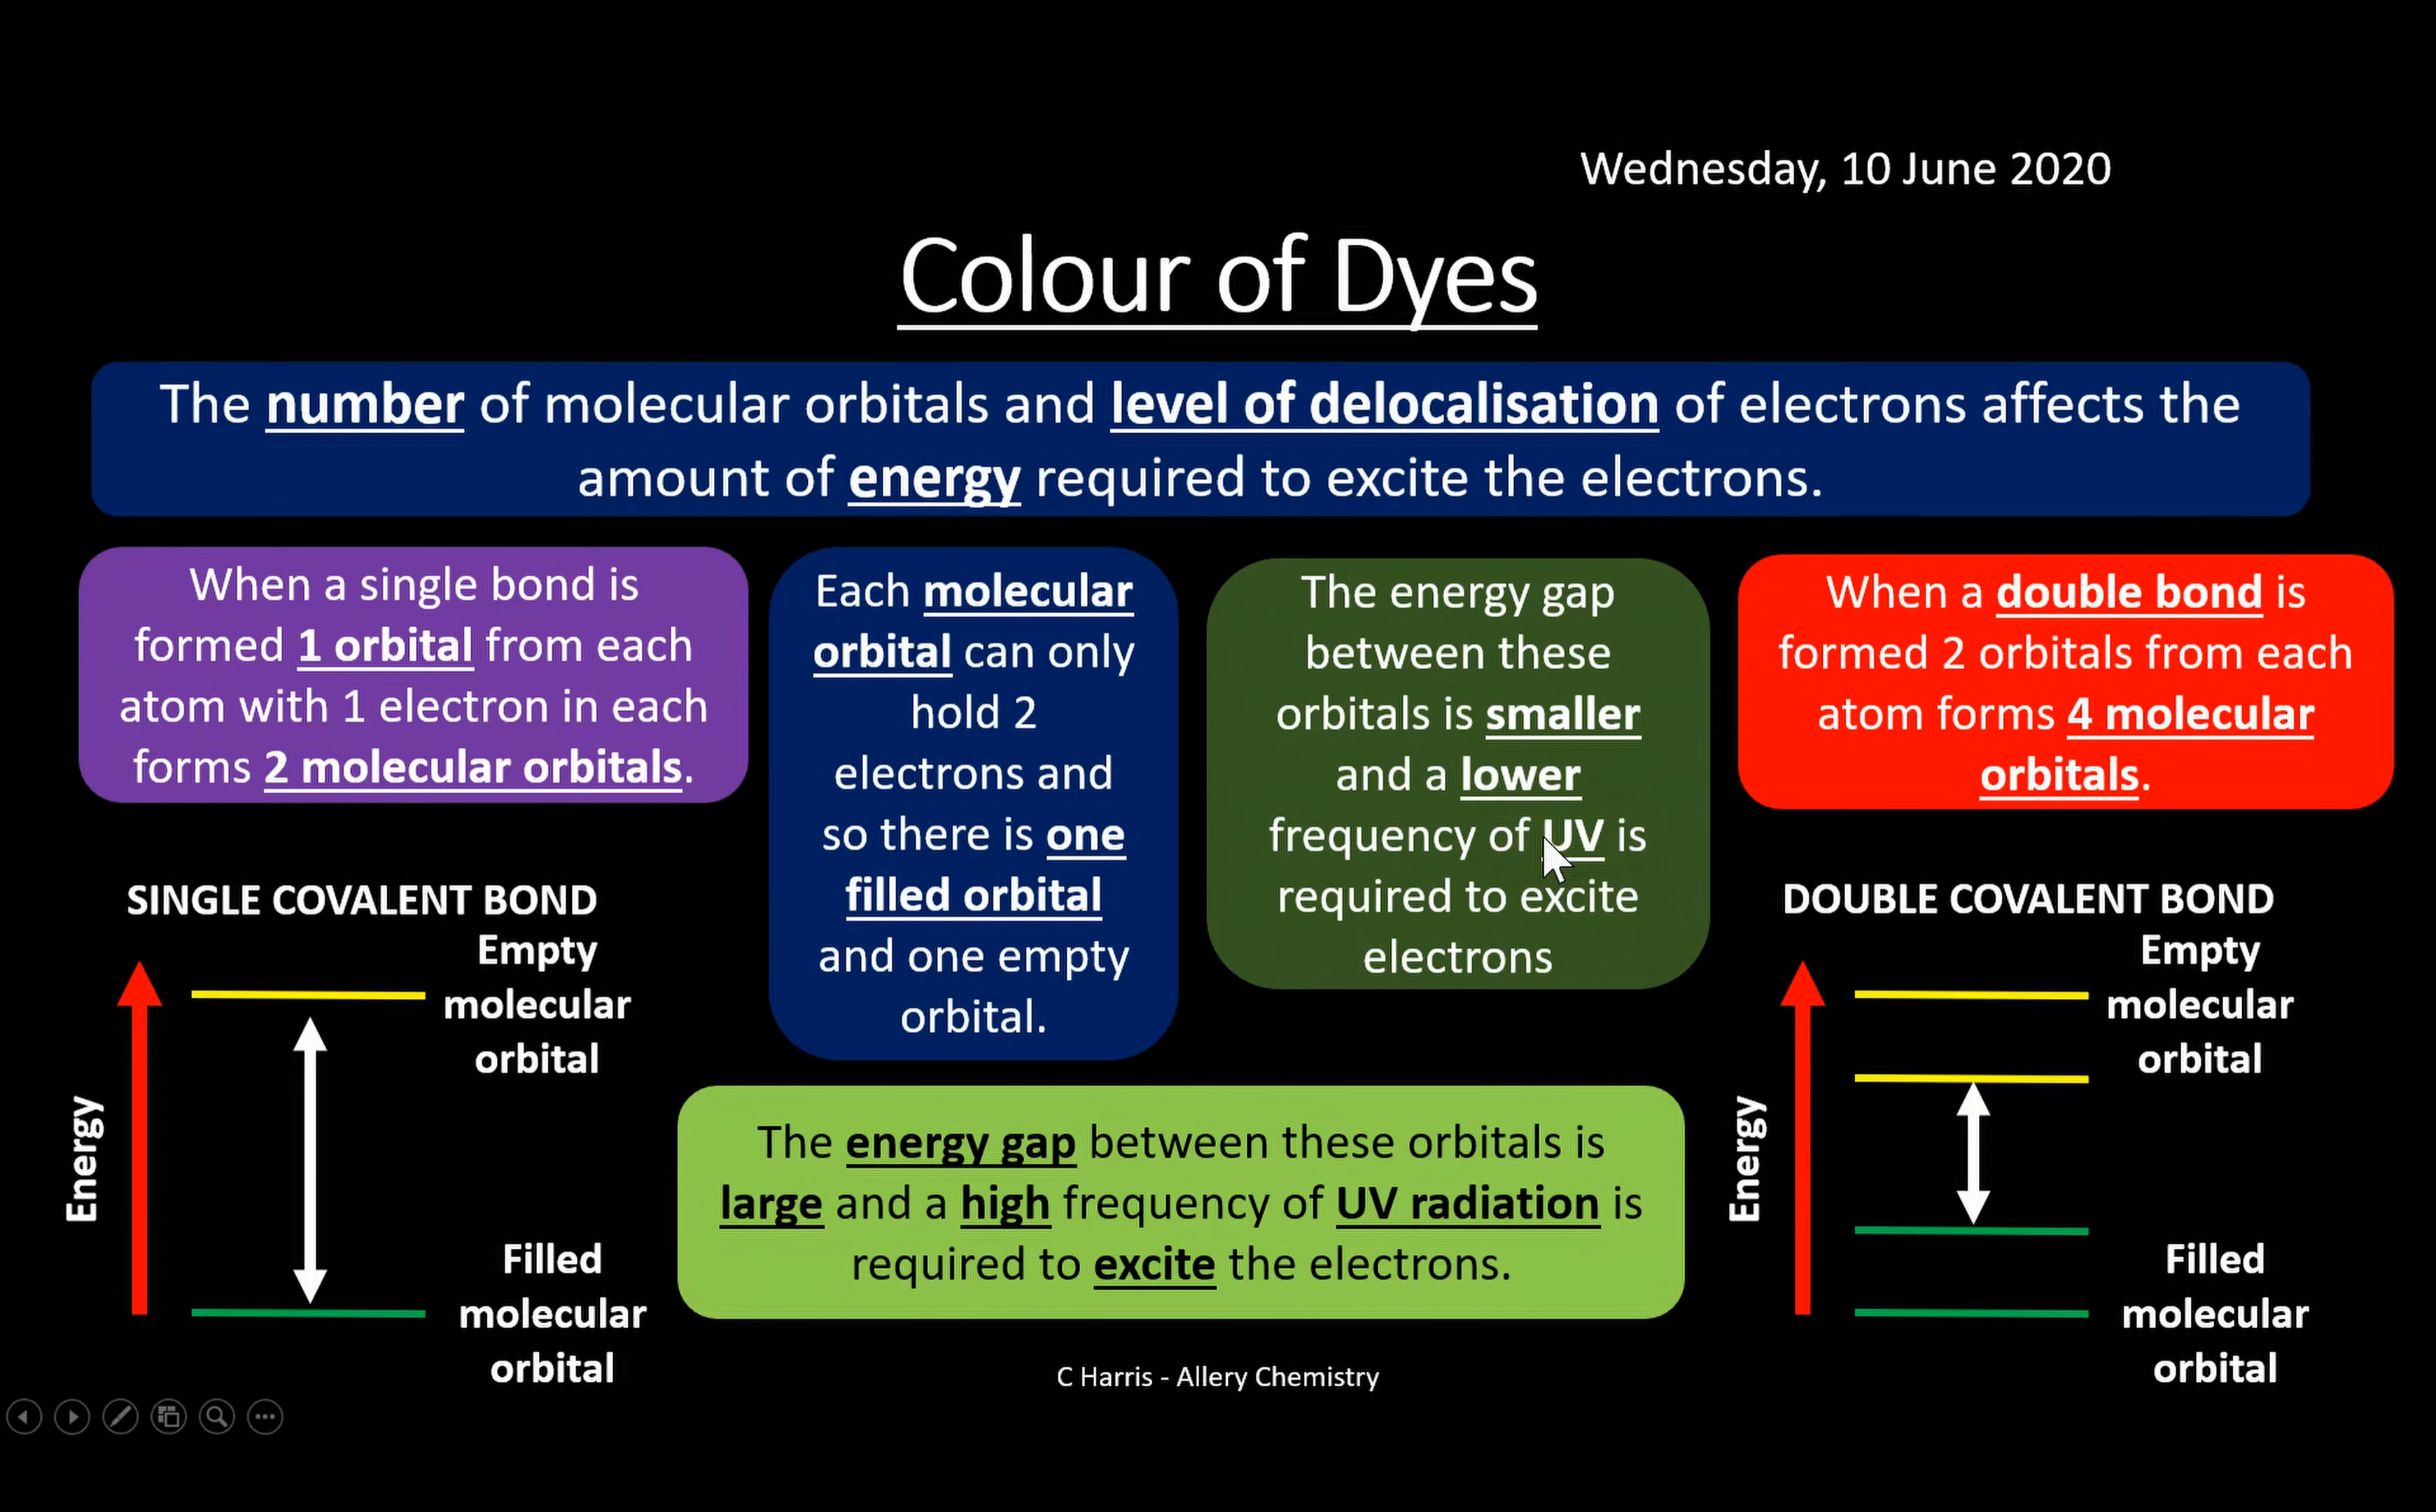 Wednesday, 10 June 2020
Colour of Dyes
The number of molecular orbitals and level of delocalisation of electrons affects the
amount of energy required to excite the electrons.
When a single bond is
formed 1 orbital from each
atom with 1 electron in each
forms 2 molecular orbitals.
Each molecular
orbital can only
hold 2
electrons and
so there is one
filled orbital
and one empty
orbital.
The energy gap
between these
orbitals is smaller
and a lower
frequency of UV is
required to excite
electrons
When a double bond is
formed 2 orbitals from each
atom forms 4 molecular
orbitals.
SINGLE COVALENT BOND
Empty
molecular
orbital
Energy
Filled
molecular
orbital
The energy gap between these orbitals is
large and a high frequency of UV radiation is
required to excite the electrons.
DOUBLE COVALENT BOND
Empty
molecular
orbital
Energy
Filled
molecular
orbital
C Harris - Allery Chemistry